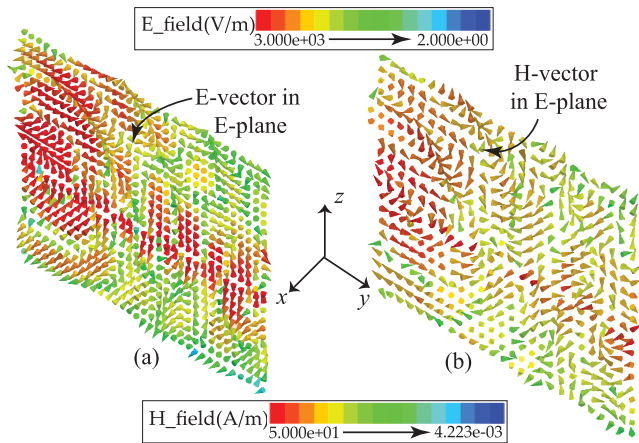 E_field(V/m)
3.000e+03
2.000e+00
E-vector in
E-plane
H-vector
in E-plane
z
x
y
(a)
(b)
H_field(A/m)
5.000e+01
4.223e-03